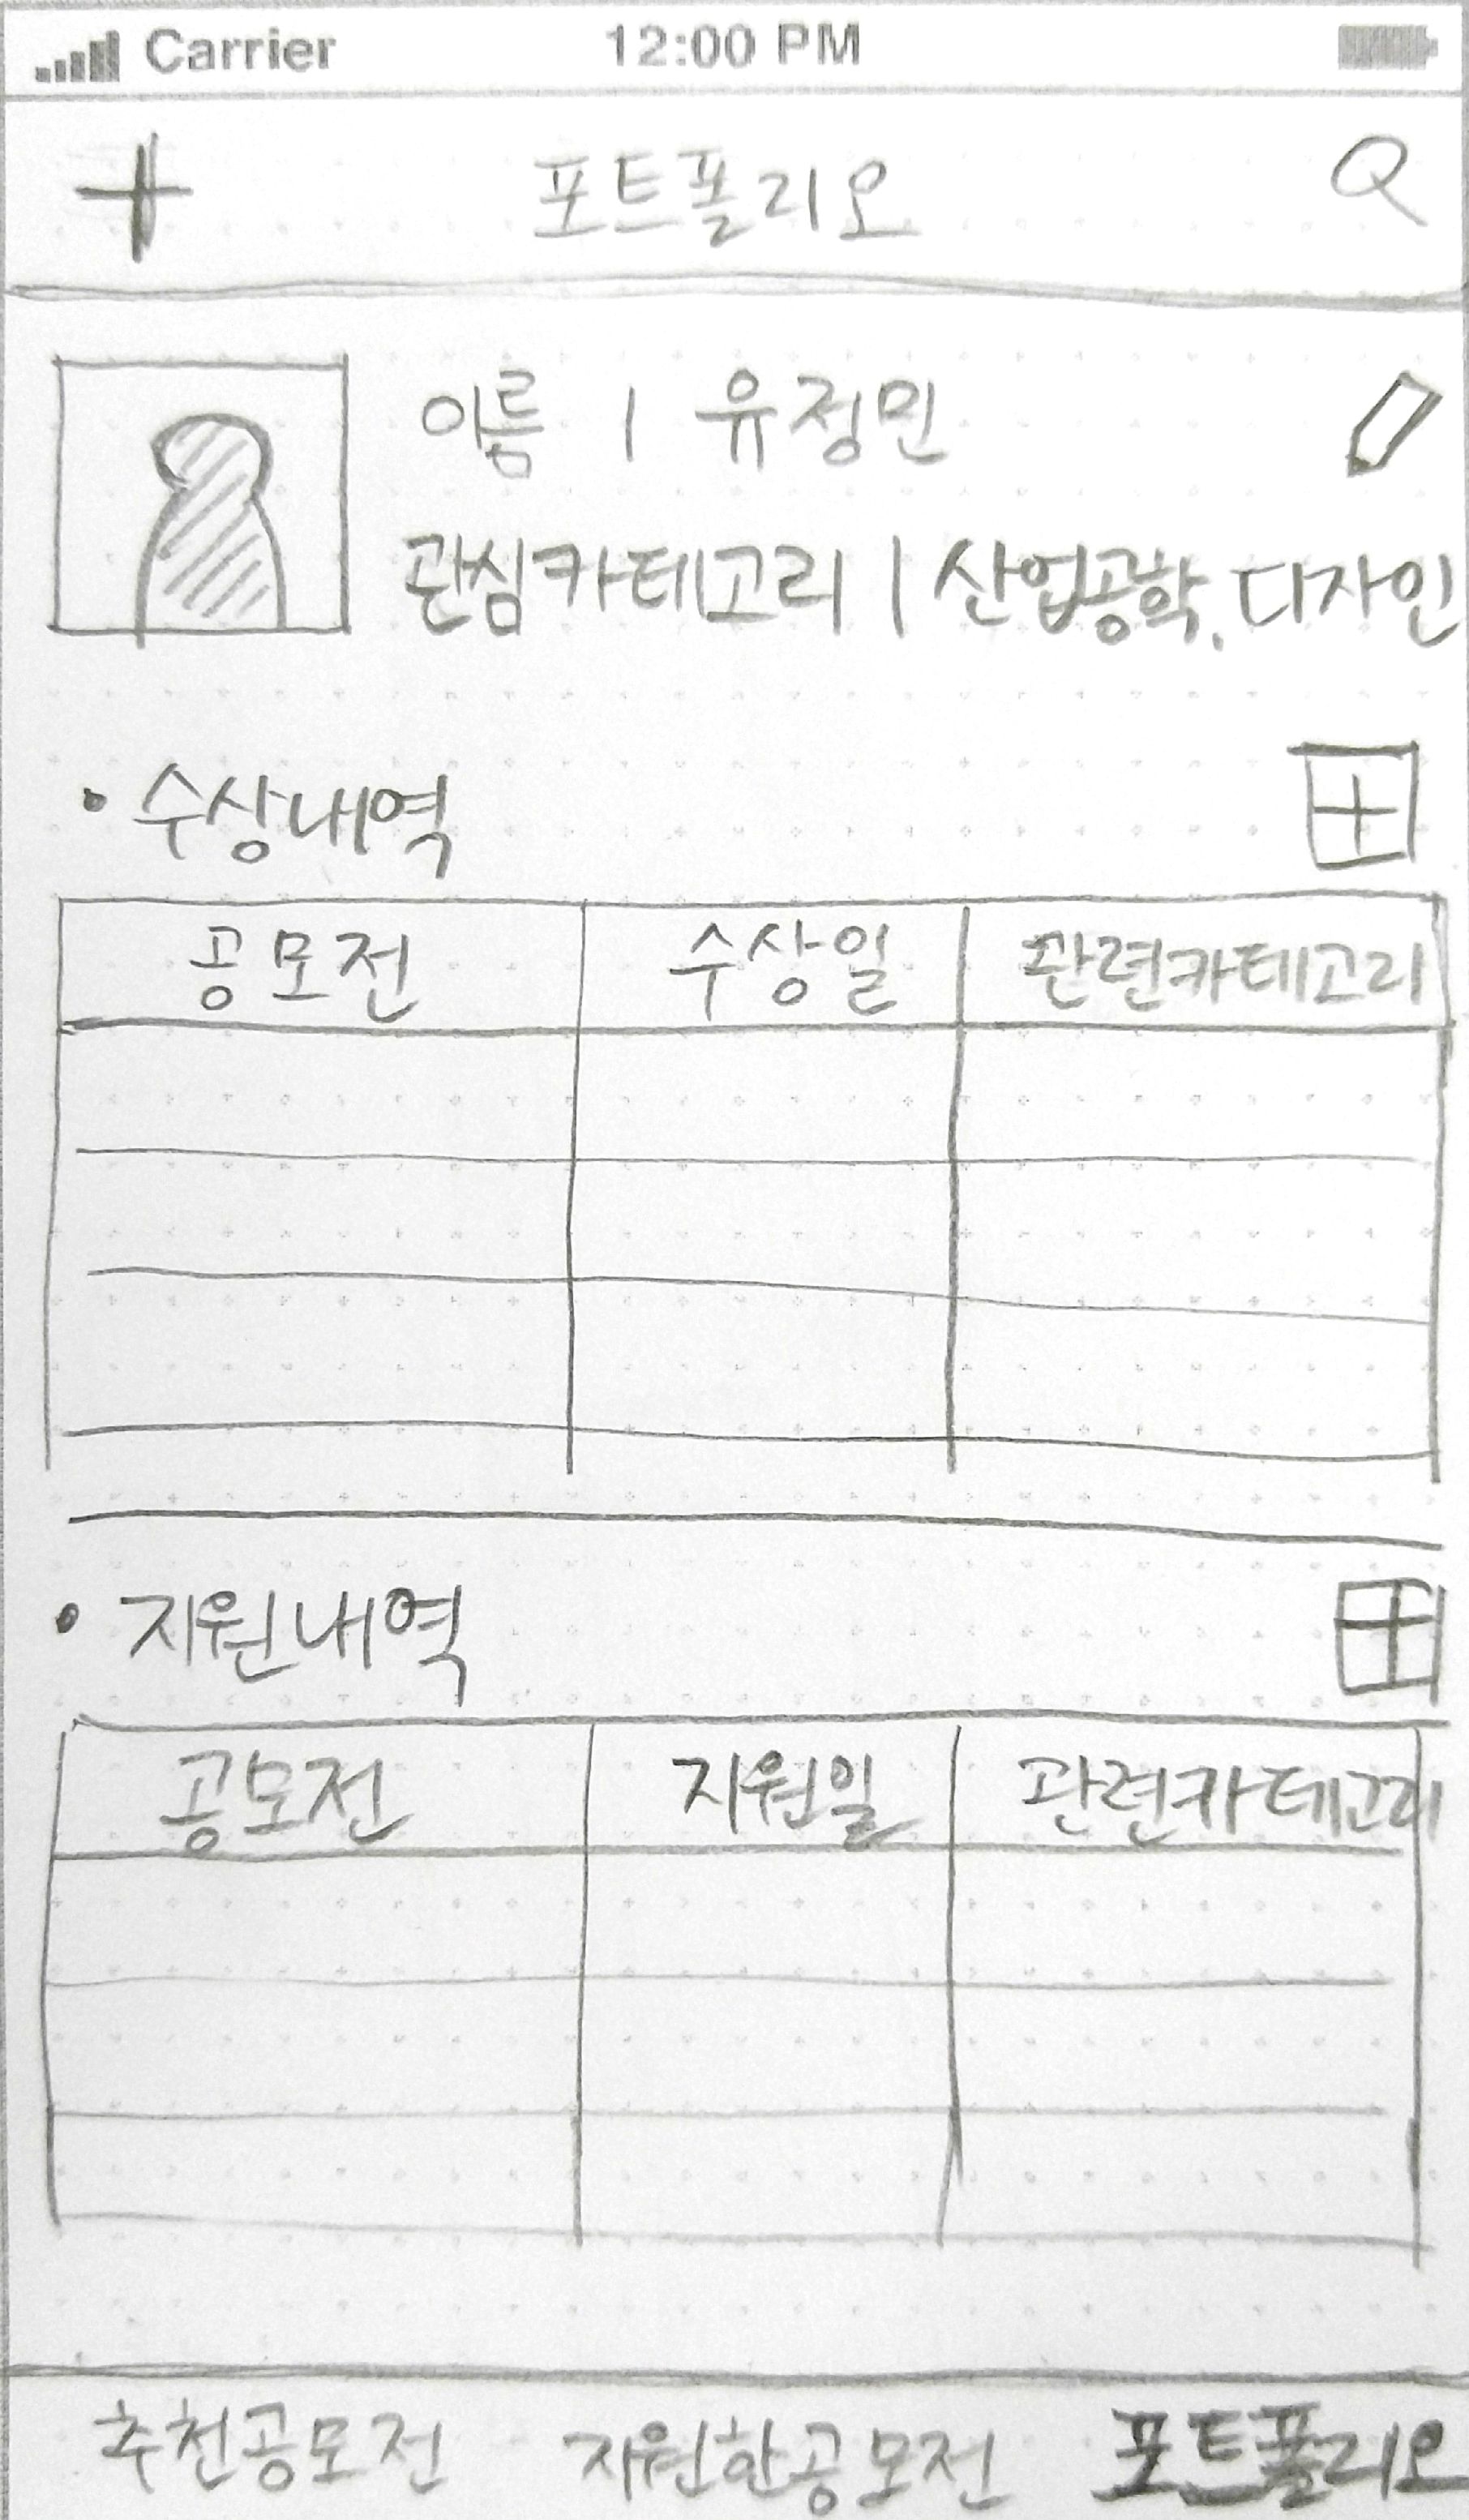 Carrier 12:00 PM
포트폴리오
이름 | 유정민
관심카테고리 | 산업공학, 디자인
• 수상내역
공모전 수상일 관련카테고리
• 지원내역
공모전 지원일 관련카테고리
추천공모전 지원한공모전 포트폴리오